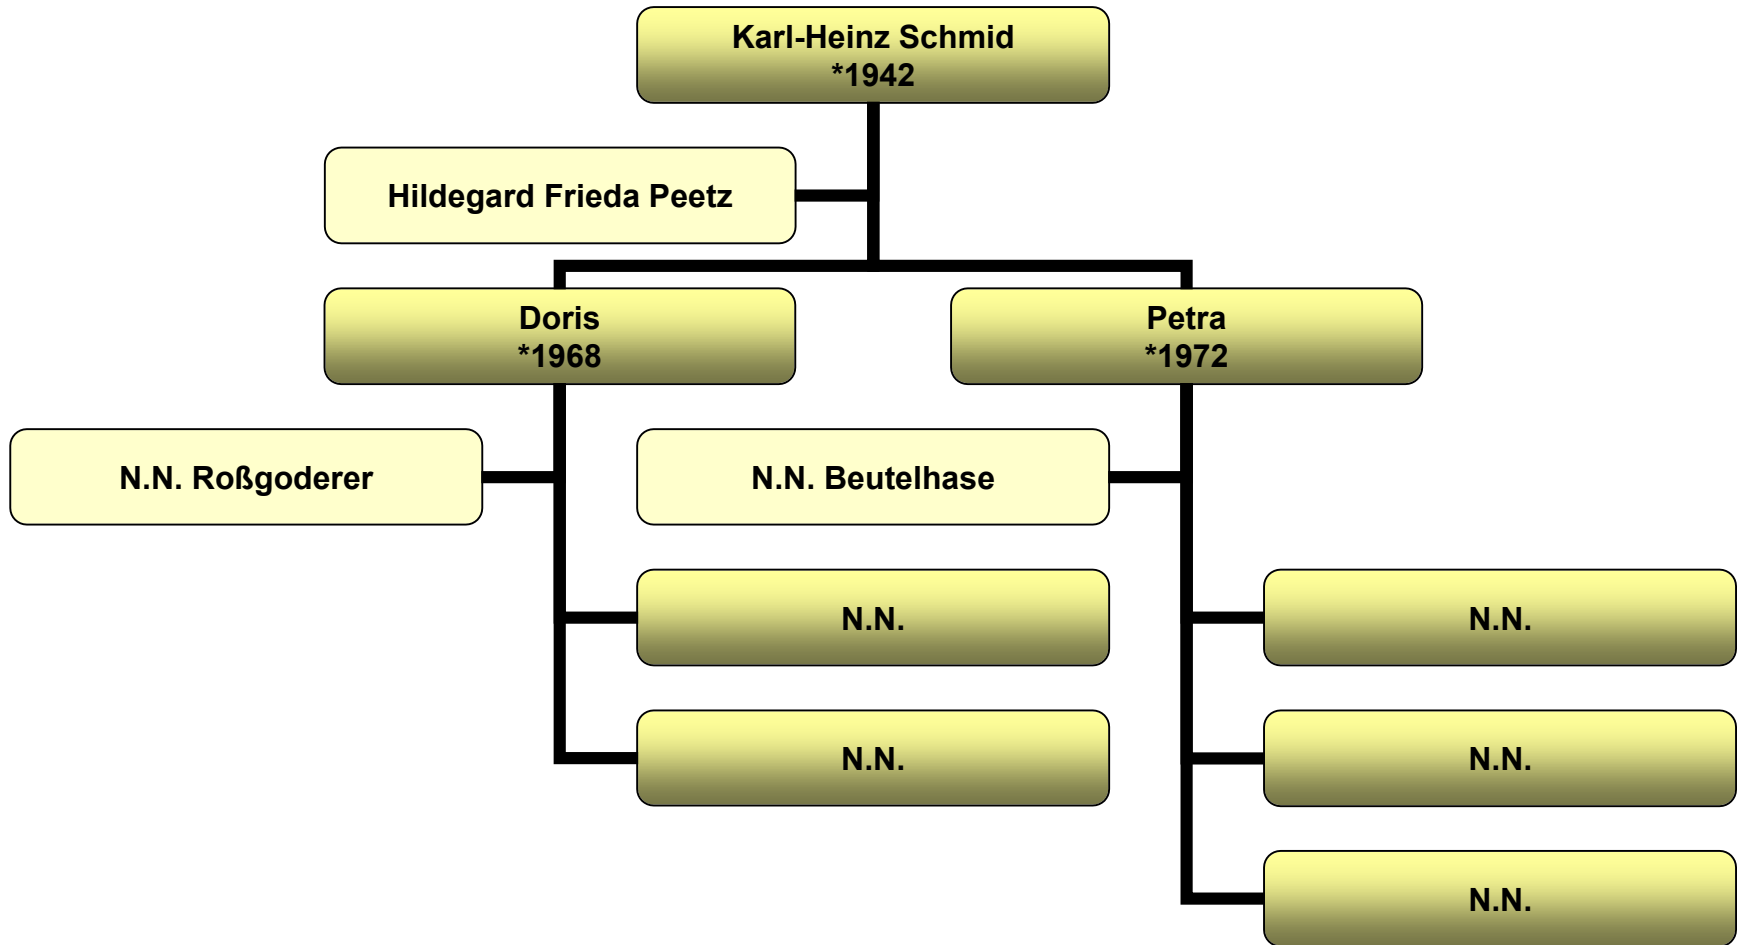 Karl-Heinz Schmid
*1942
Hildegard Frieda Peetz
Doris
*1968
Petra
*1972
N.N. Roßgoderer
N.N. Beutelhase
N.N.
N.N.
N.N.
N.N.
N.N.